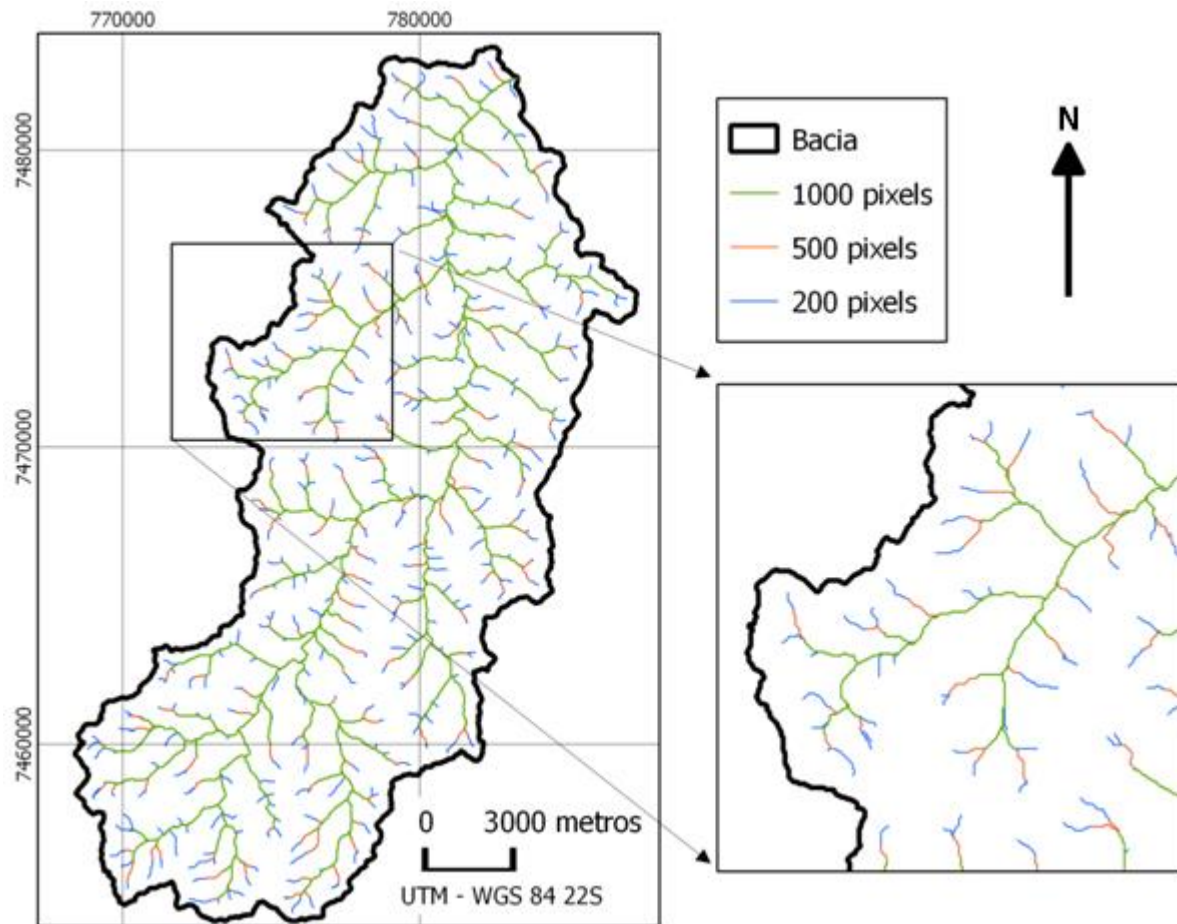 770000
780000
7480000
7470000
7460000
0 3000 metros
UTM - WGS 84 22S
Bacia
1000 pixels
500 pixels
200 pixels
N